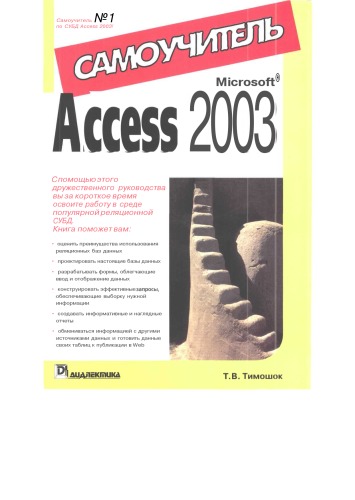 Самоучитель №1
по СУБД Access 2003!
САМОУЧИТЕЛЬ
Microsoft®
Access 2003
С помощью этого
дружественного руководства
вы за короткое время
освоите работу в среде
популярной реляционной
СУБД.
Книга поможет вам:
• оценить преимущества использования
реляционных баз данных
• проектировать настоящие базы данных
• разрабатывать формы, облегчающие
ввод и отображение данных
• конструировать эффективные запросы,
обеспечивающие выборку нужной
информации
• создавать информативные и наглядные
отчеты
• обмениваться информацией с другими
источниками данных и готовить данные
своих таблиц к публикации в Web
ДИАЛЕКТИКА
Т.В. Тимошок